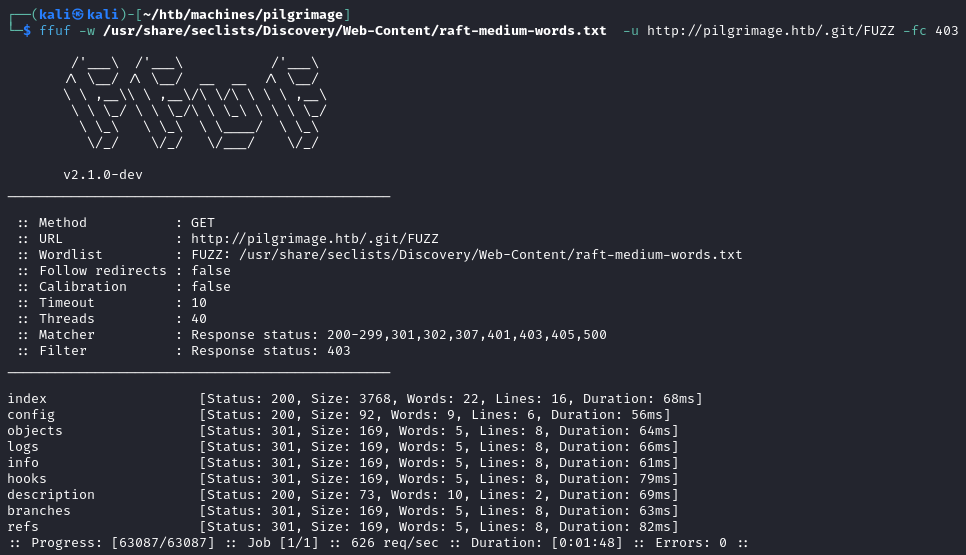 ┌──(kali㉿kali)-[~/htb/machines/pilgrimage]
└─$ ffuf -w /usr/share/seclists/Discovery/Web-Content/raft-medium-words.txt  -u http://pilgrimage.htb/.git/FUZZ -fc 403

        /'___\  /'___\           /'___\
       /\ \__/ /\ \__/  __  __  /\ \__/
       \ \ ,__\\ \ ,__\/\ \/\ \ \ \ ,__\
        \ \ \_/ \ \ \_/\ \ \_\ \ \ \ \_/
         \ \_\   \ \_\  \ \____/  \ \_\
          \/_/    \/_/   \/___/    \/_/

       v2.1.0-dev
________________________________________________

 :: Method           : GET
 :: URL              : http://pilgrimage.htb/.git/FUZZ
 :: Wordlist         : FUZZ: /usr/share/seclists/Discovery/Web-Content/raft-medium-words.txt
 :: Follow redirects : false
 :: Calibration      : false
 :: Timeout          : 10
 :: Threads          : 40
 :: Matcher          : Response status: 200-299,301,302,307,401,403,405,500
 :: Filter           : Response status: 403
________________________________________________

index                   [Status: 200, Size: 3768, Words: 22, Lines: 16, Duration: 68ms]
config                  [Status: 200, Size: 92, Words: 9, Lines: 6, Duration: 56ms]
objects                 [Status: 301, Size: 169, Words: 5, Lines: 8, Duration: 64ms]
logs                    [Status: 301, Size: 169, Words: 5, Lines: 8, Duration: 66ms]
info                    [Status: 301, Size: 169, Words: 5, Lines: 8, Duration: 61ms]
hooks                   [Status: 301, Size: 169, Words: 5, Lines: 8, Duration: 79ms]
description             [Status: 200, Size: 73, Words: 10, Lines: 2, Duration: 69ms]
branches                [Status: 301, Size: 169, Words: 5, Lines: 8, Duration: 63ms]
refs                    [Status: 301, Size: 169, Words: 5, Lines: 8, Duration: 82ms]
:: Progress: [63087/63087] :: Job [1/1] :: 626 req/sec :: Duration: [0:01:48] :: Errors: 0 ::